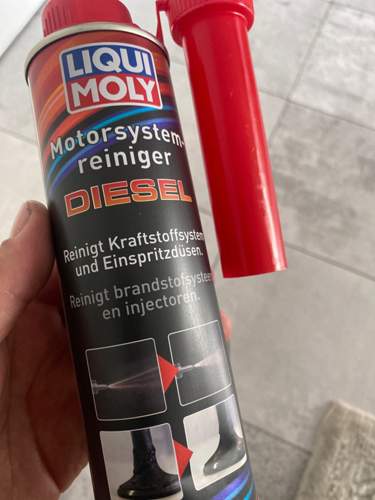 LIQUI
MOLY
Motorsystem-
reiniger
DIESEL
Reinigt Kraftstoffsystem
und Einspritzdüsen.
Reinigt brandstofsysteem
en injectoren.